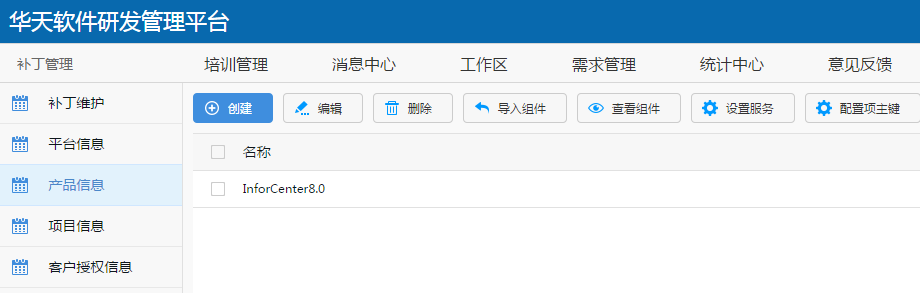 华天软件研发管理平台
补丁管理 培训管理 消息中心 工作区 需求管理 统计中心 意见反馈
补丁维护
平台信息
产品信息
项目信息
客户授权信息
创建 编辑 删除 导入组件 查看组件 设置服务 配置项主键
名称
InforCenter8.0